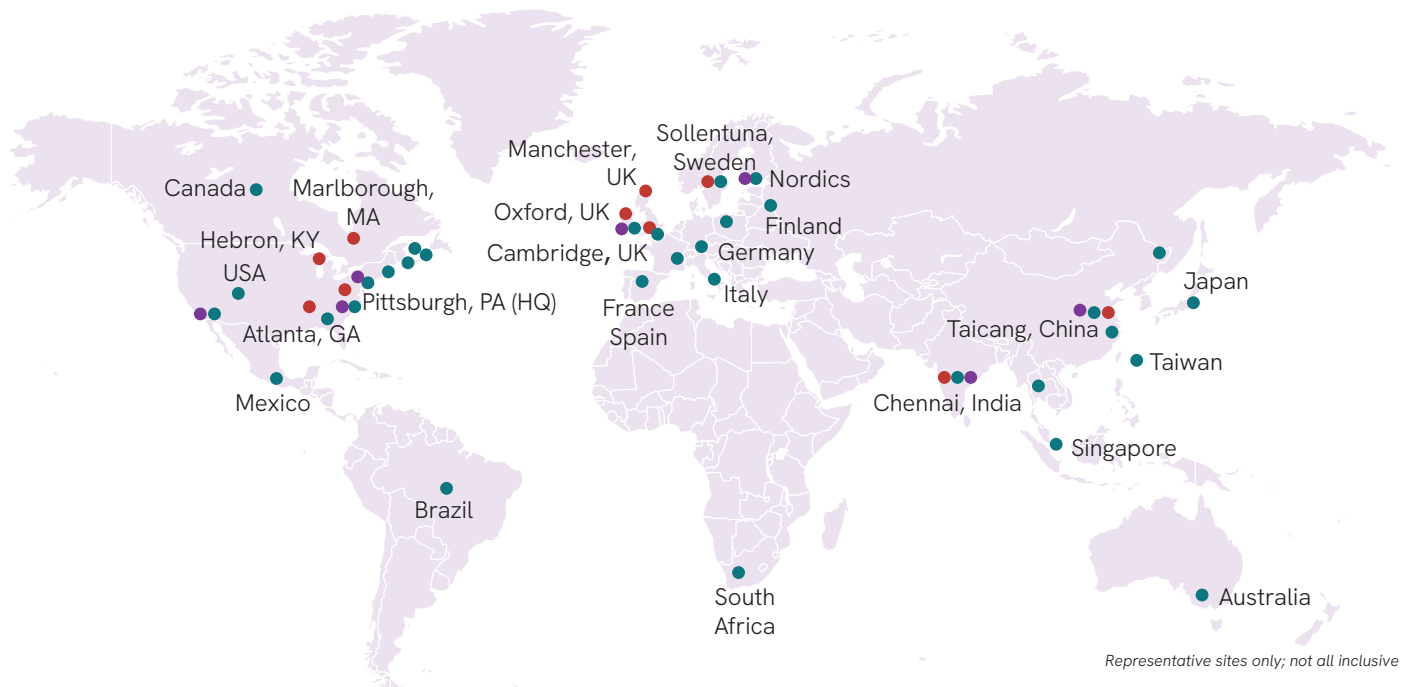 Canada
Marlborough,
MA
Hebron, KY
USA
Pittsburgh, PA (HQ)
Atlanta, GA
Mexico
Brazil
Manchester,
UK
Oxford, UK
Cambridge, UK
Sollentuna,
Sweden
Nordics
Finland
Germany
Italy
France
Spain
South
Africa
Japan
Taicang, China
Taiwan
Chennai, India
Singapore
Australia
Representative sites only; not all inclusive